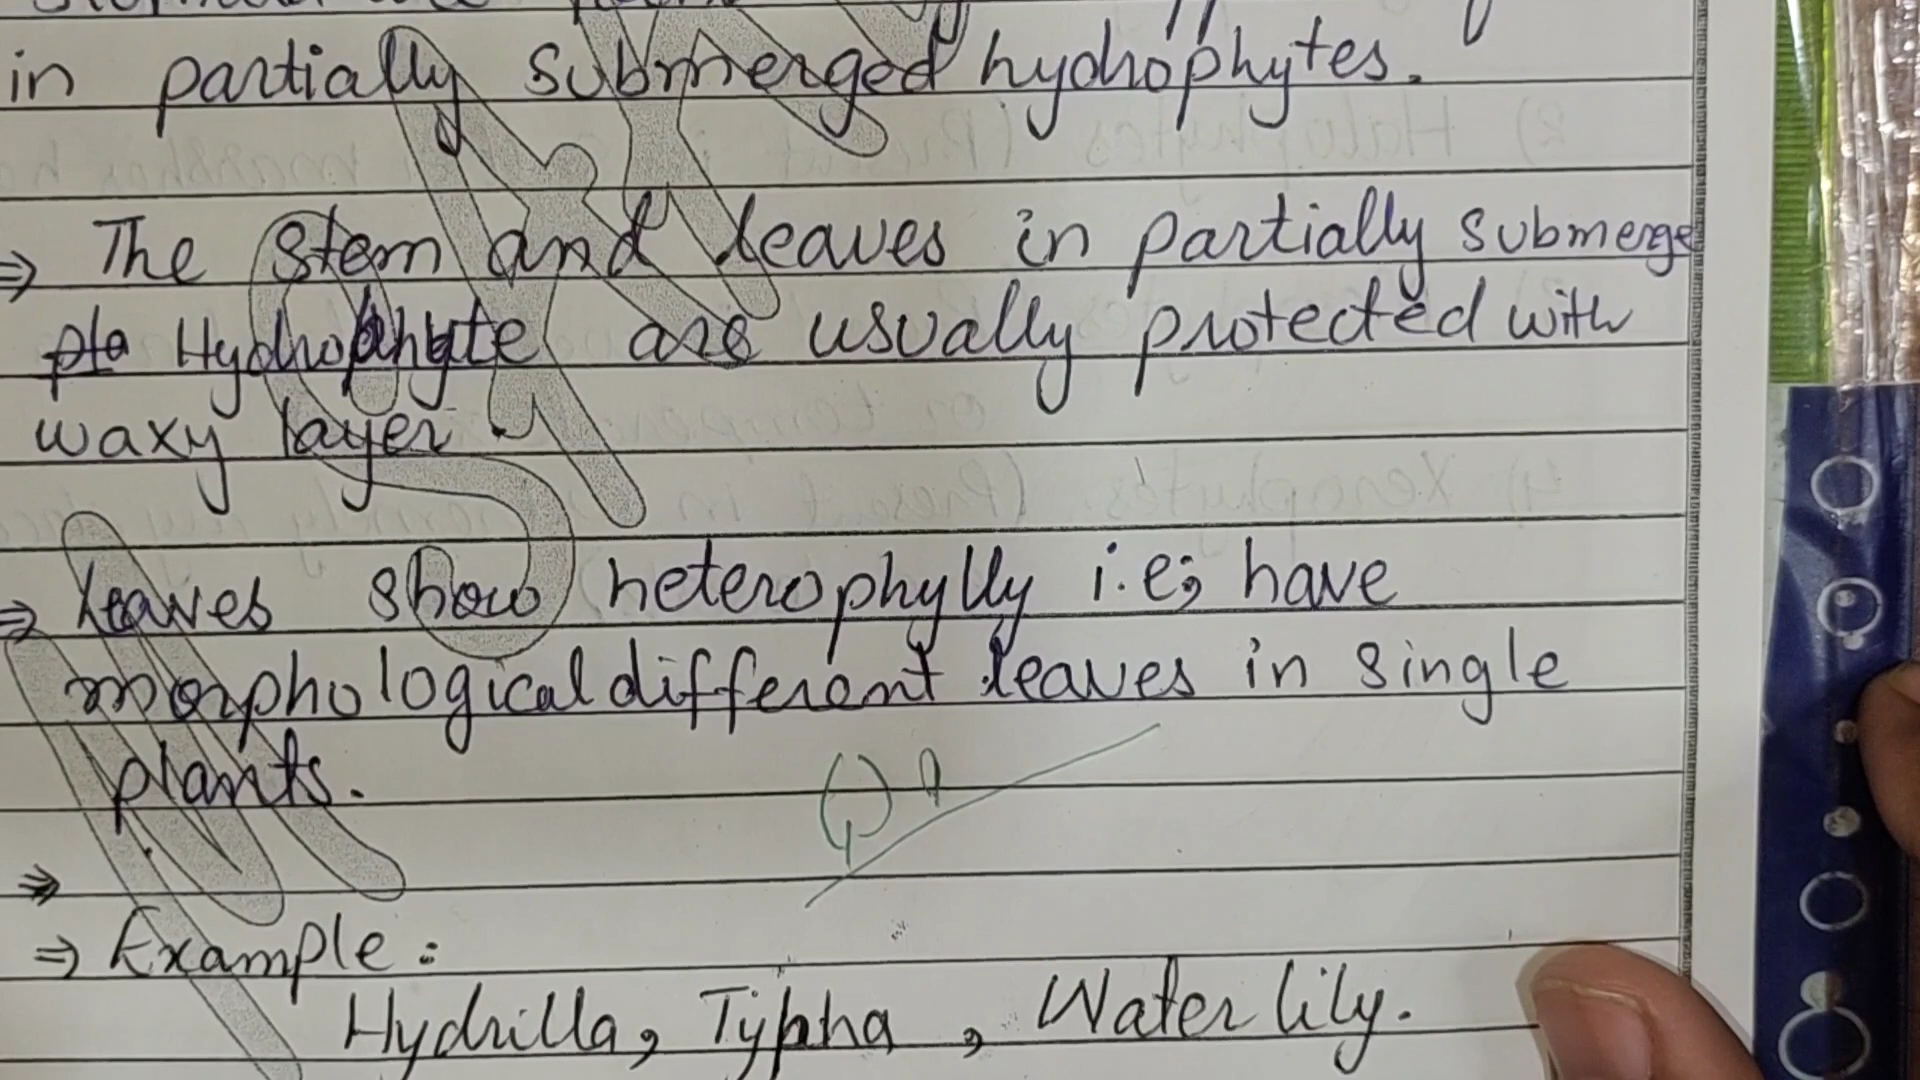 in partially submerged hydrophytes.
⇒ The stem and leaves in partially submerge
Hydrophyte are usually protected with
waxy layer.
⇒ Leaves show heterophylly i.e; have
morphological different leaves in single
plants.
⇒
⇒ Example:
Hydrilla, Typha, Water lily.